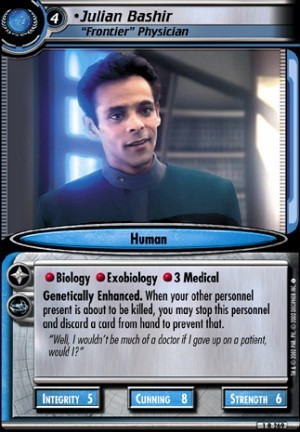 4
•Julian Bashir
"Frontier" Physician
Human
Biology Exobiology 3 Medical
Genetically Enhanced. When your other personnel
present is about to be killed, you may stop this personnel
and discard a card from hand to prevent that.
"Well, I wouldn't be much of a doctor if I gave up on a patient,
would I?"
INTEGRITY 5 CUNNING 8 STRENGTH 6
1 R 269